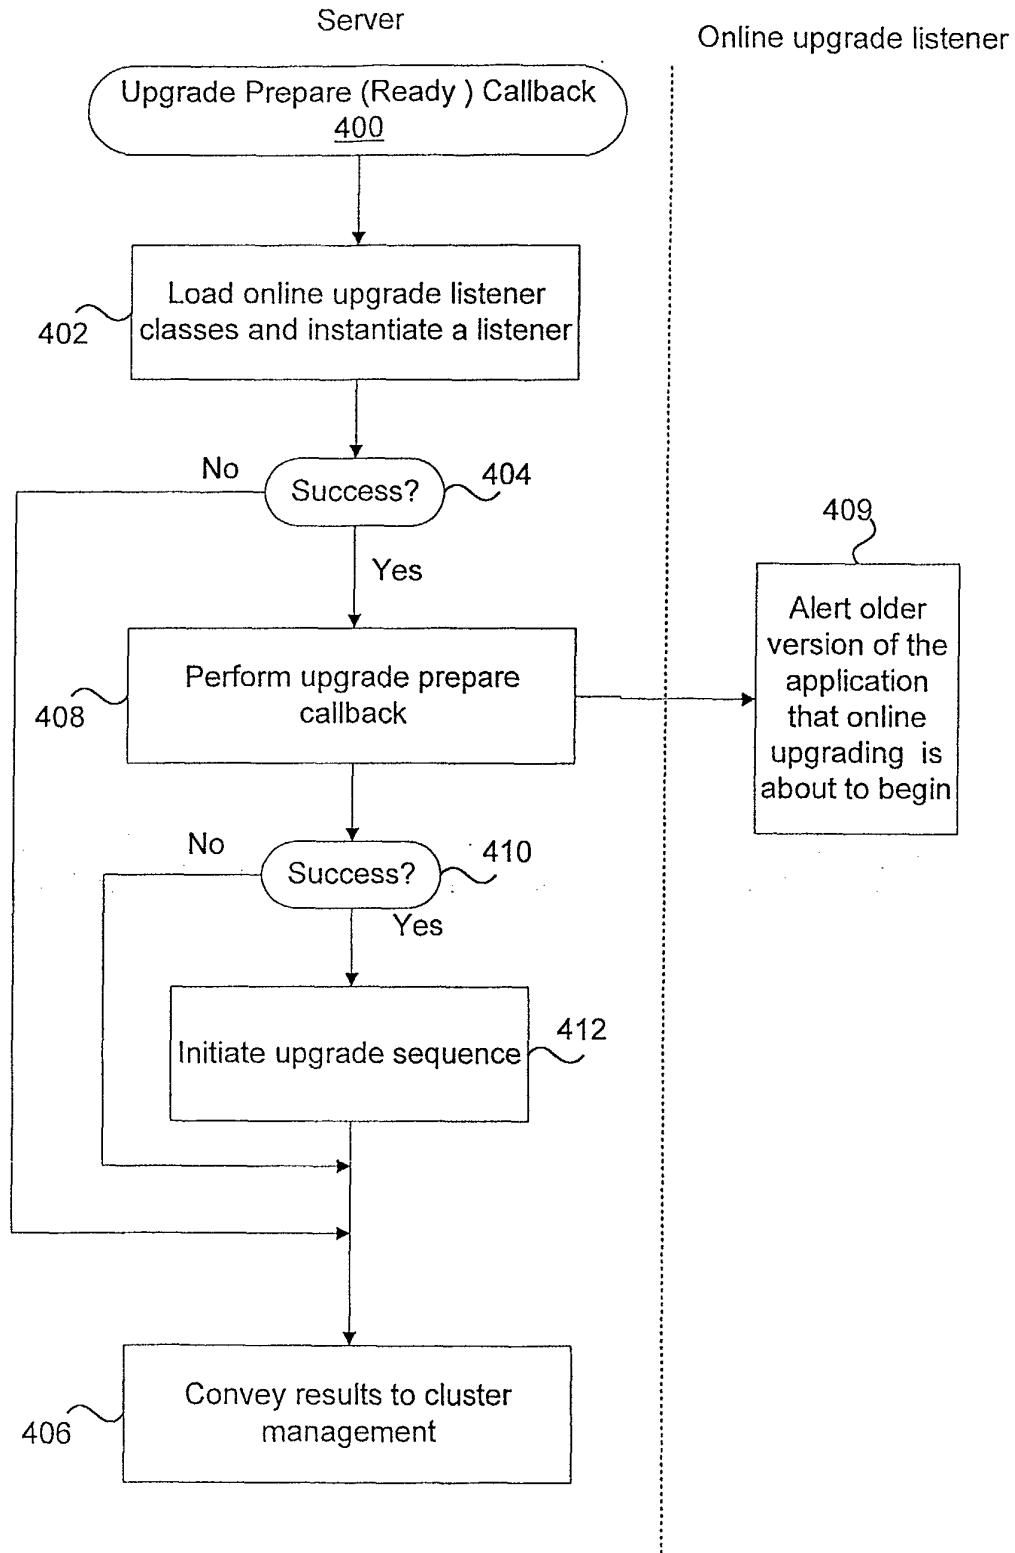 Server
Online upgrade listener
Upgrade Prepare (Ready ) Callback
400
Load online upgrade listener
classes and instantiate a listener
402
No
Success?
404
Yes
409
Alert older
version of the
application
that online
upgrading is
about to begin
Perform upgrade prepare
callback
408
No
Success?
410
Yes
Initiate upgrade sequence
412
Convey results to cluster
management
406